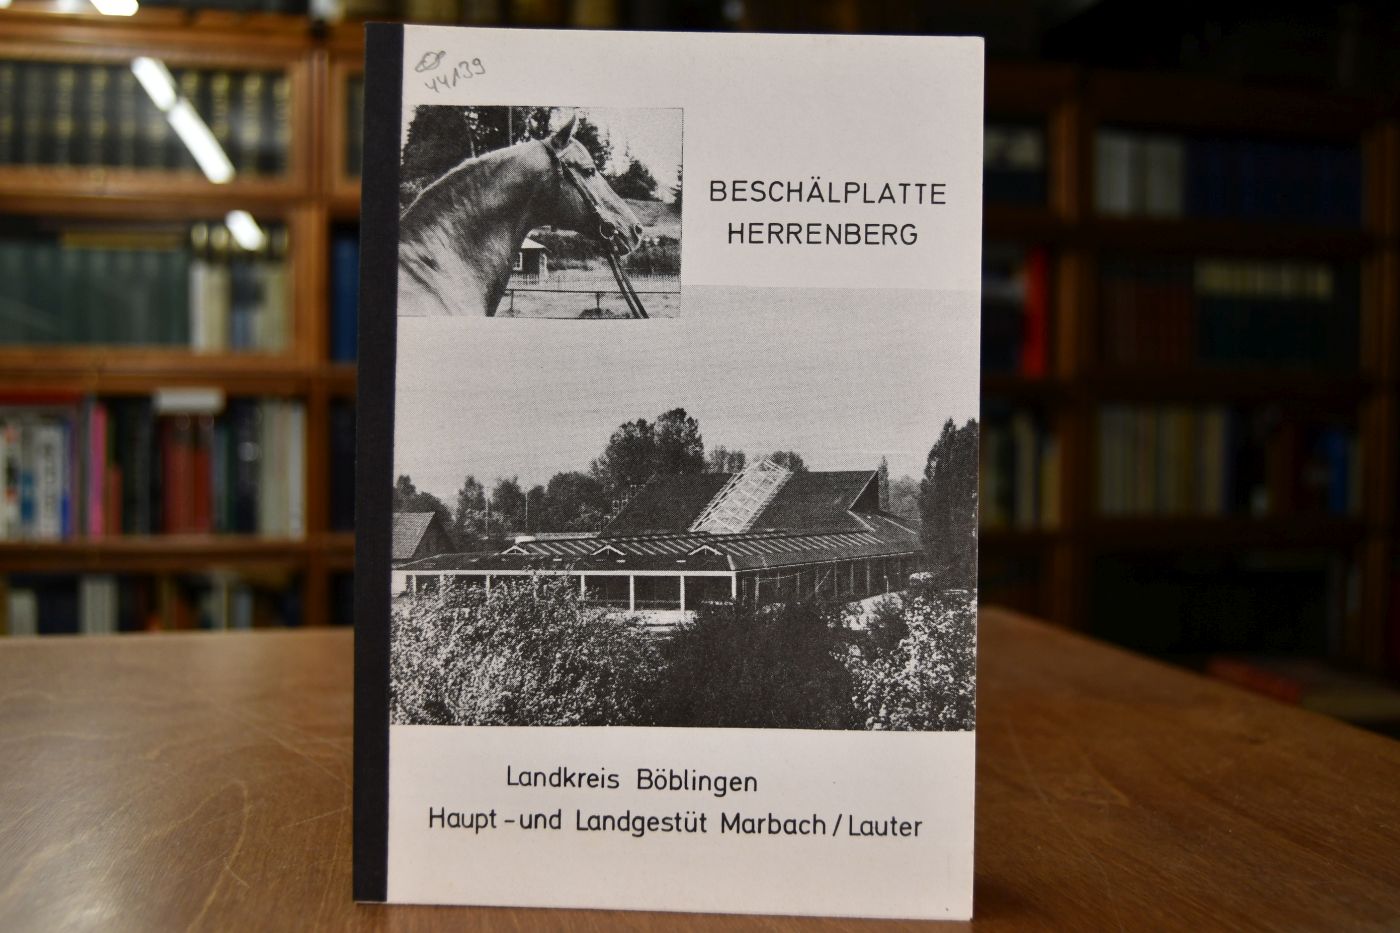 44139
BESCHÄLPLATTE
HERRENBERG
Landkreis Böblingen
Haupt-und Landgestüt Marbach/Lauter